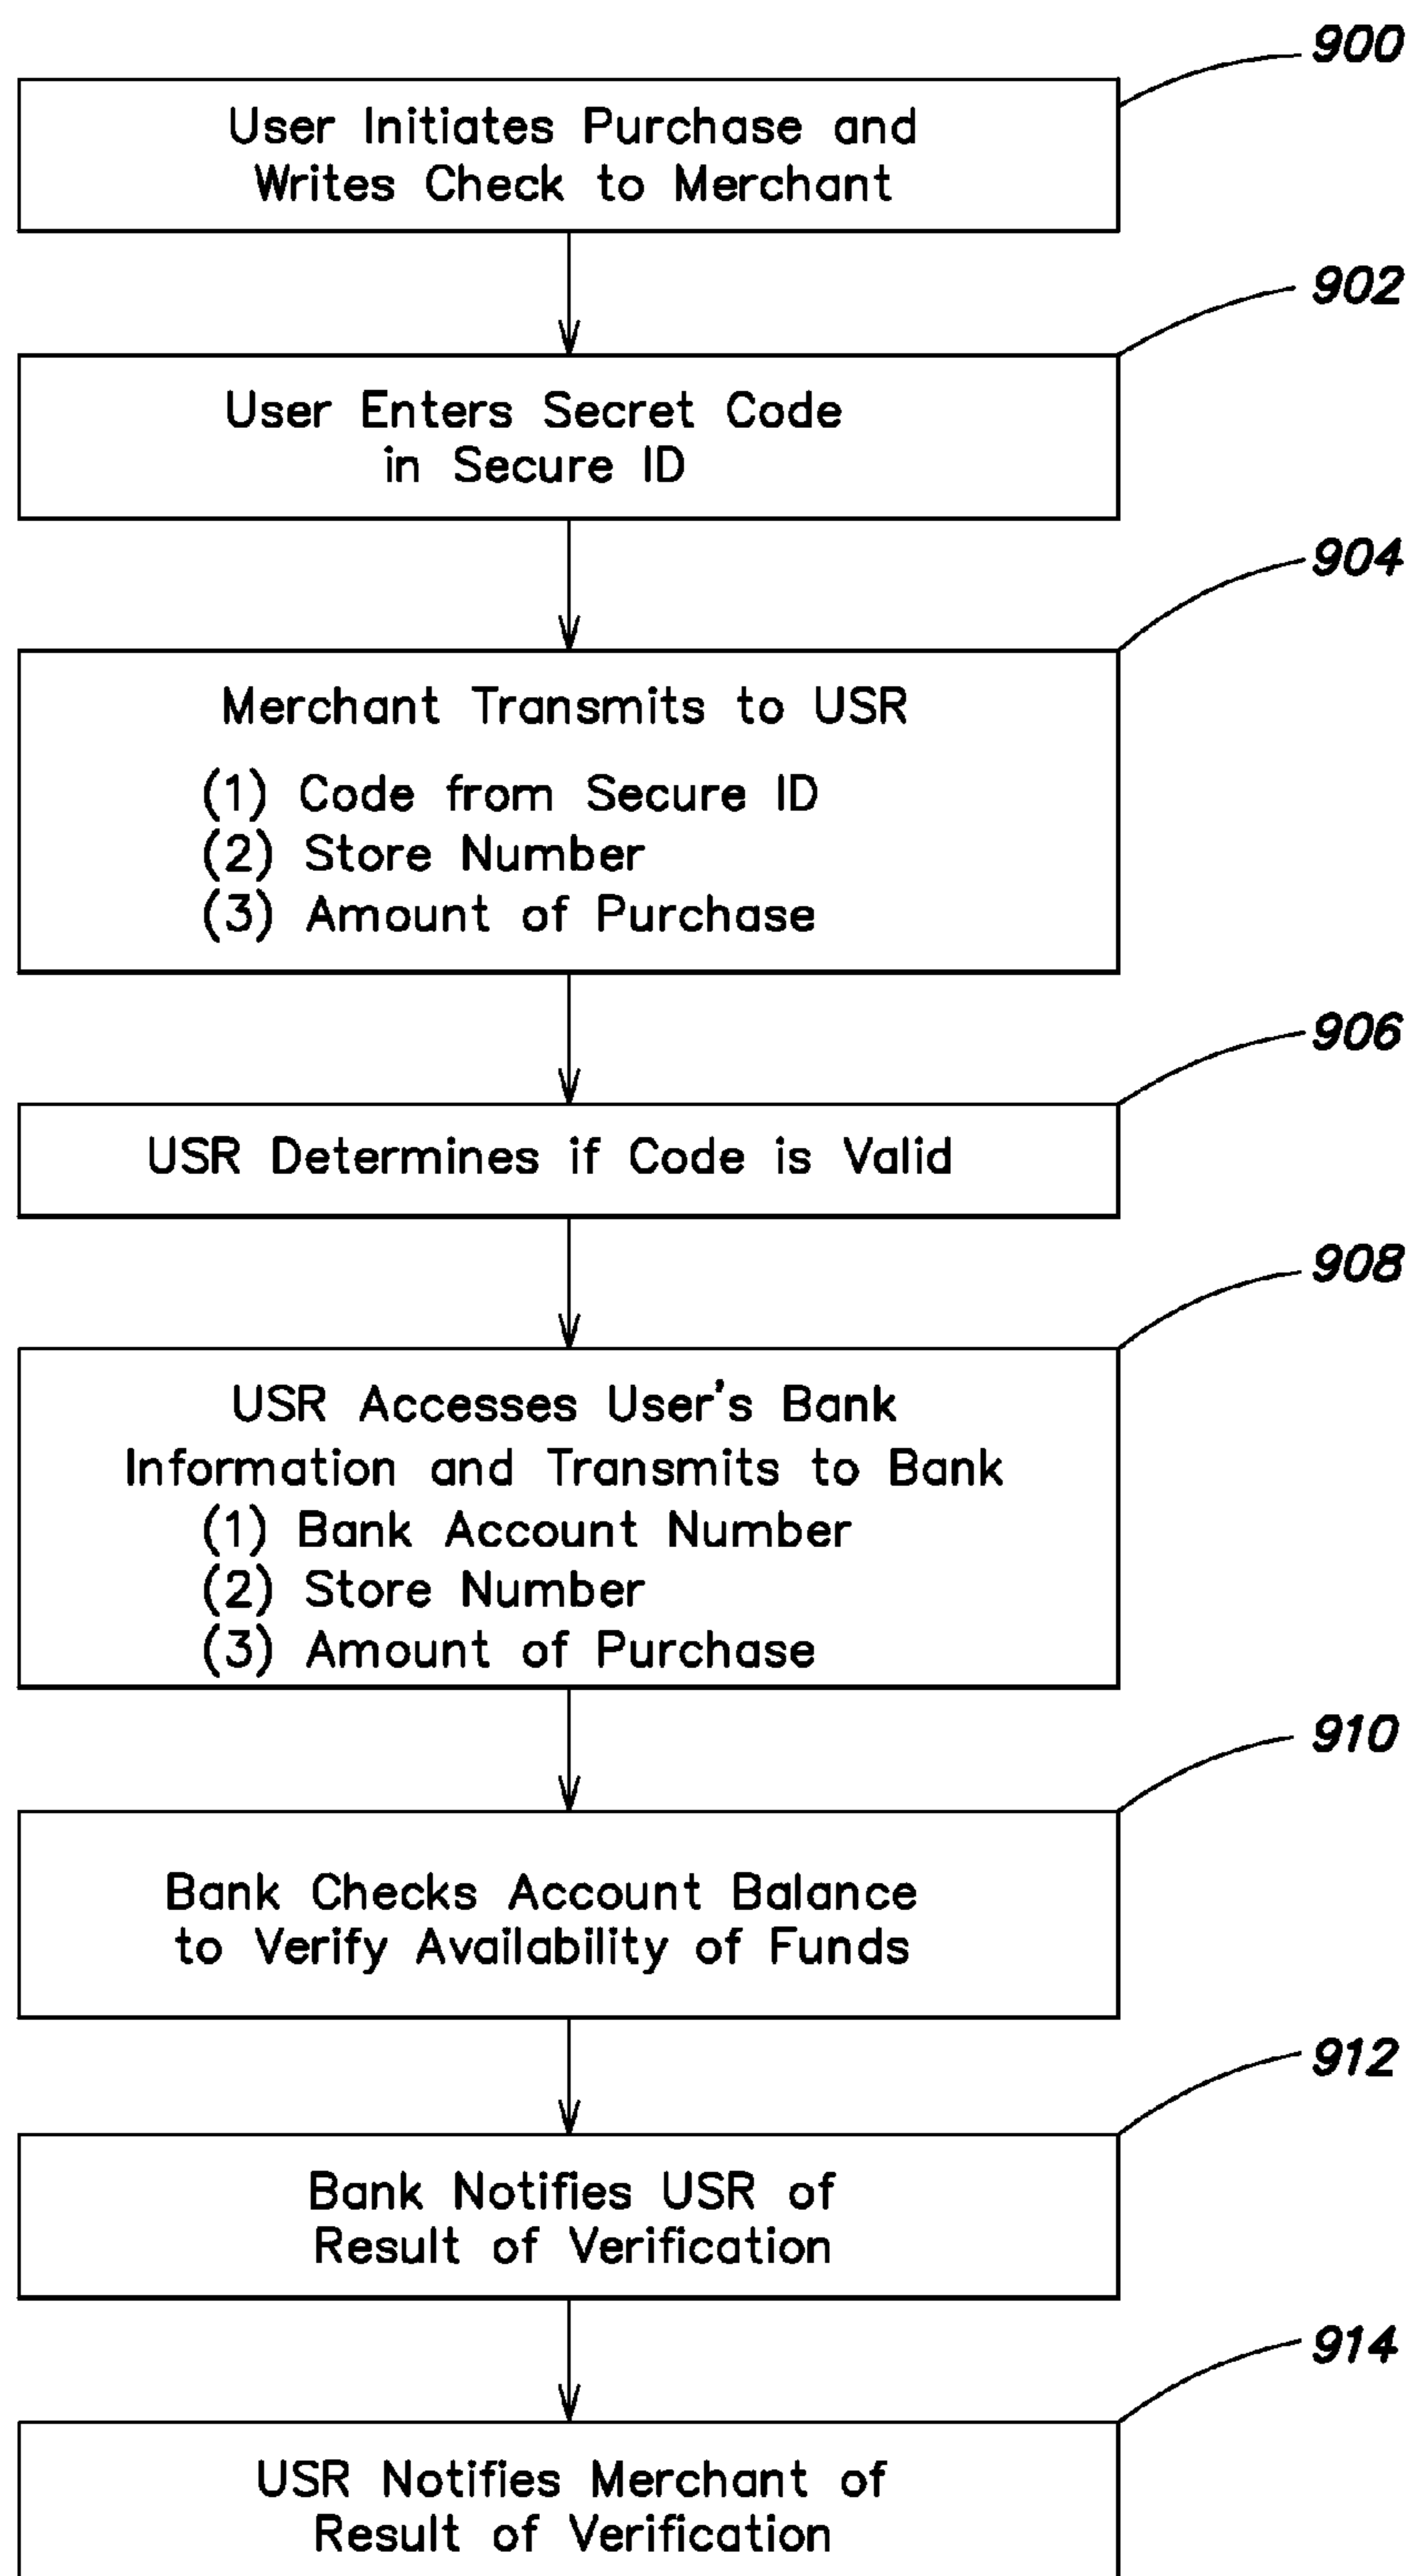 900
User Initiates Purchase and
Writes Check to Merchant
902
User Enters Secret Code
in Secure ID
904
Merchant Transmits to USR
(1) Code from Secure ID
(2) Store Number
(3) Amount of Purchase
906
USR Determines if Code is Valid
908
USR Accesses User's Bank
Information and Transmits to Bank
(1) Bank Account Number
(2) Store Number
(3) Amount of Purchase
910
Bank Checks Account Balance
to Verify Availability of Funds
912
Bank Notifies USR of
Result of Verification
914
USR Notifies Merchant of
Result of Verification